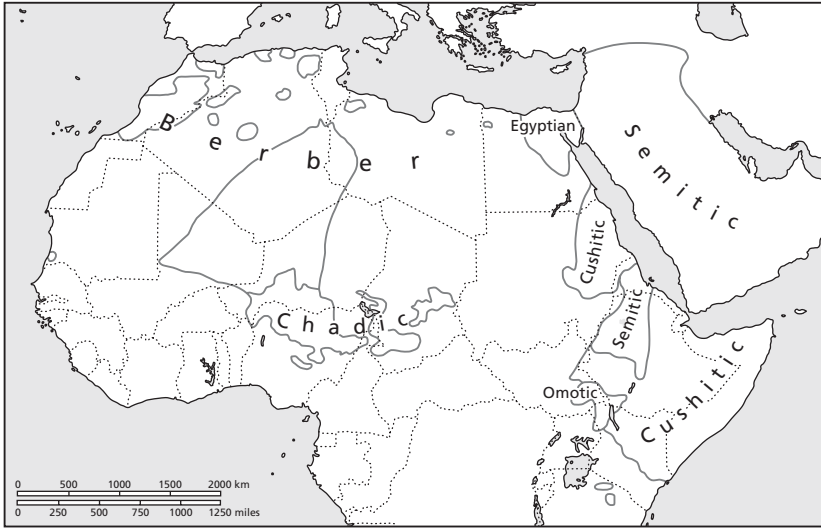 Berber
Egyptian
Semitic
Cushitic
Chadic
Semitic
Omotic
Cushitic
0 500 1000 1500 2000 km
0 250 500 750 1000 1250 miles